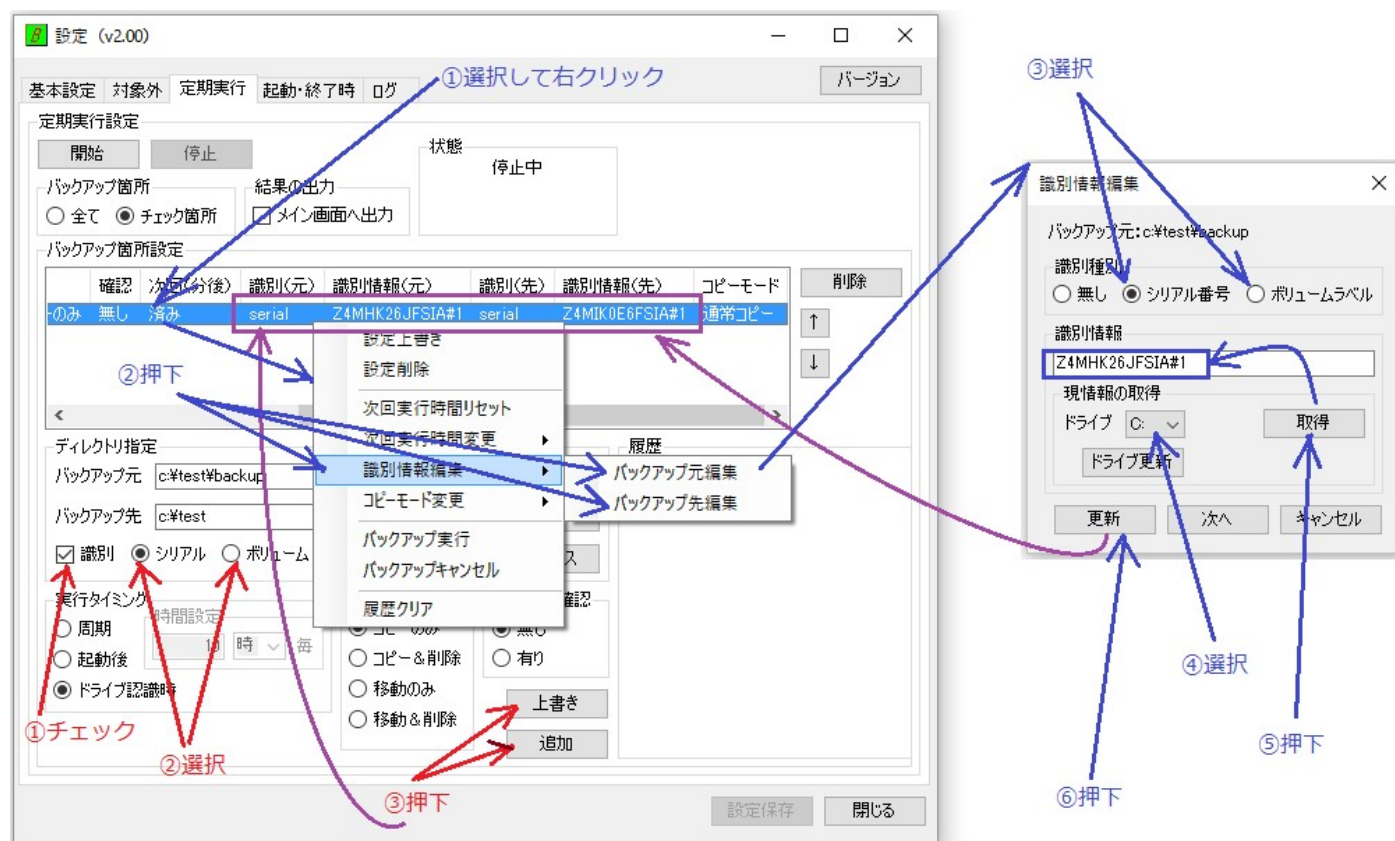 設定 (v2.00)
基本設定 対象外 定期実行 起動・終了時 ログ
バージョン
①選択して右クリック
定期実行設定
開始 停止
状態
停止中
バックアップ箇所
全て チェック箇所
結果の出力
メイン画面へ出力
バックアップ箇所設定
確認 次回(分後) 識別(元) 識別情報(元) 識別(先) 識別情報(先) コピーモード
のみ 無し 済み serial Z4MHK26JFSIA#1 serial Z4MIK0E6FSIA#1 通常コピー
削除
↑
↓
②押下
設定上書き
設定削除
次回実行時間リセット
次回実行時間変更
識別情報編集
コピーモード変更
バックアップ実行
バックアップキャンセル
履歴クリア
バックアップ元編集
バックアップ先編集
ディレクトリ指定
バックアップ元 c:¥test¥backup
バックアップ先 c:¥test
識別 シリアル ボリューム
ス
履歴
実行タイミング
周期
起動後
ドライブ認識時
時間設定
10 時 毎
コピーのみ
コピー&削除
移動のみ
移動&削除
確認
無し
有り
上書き
追加
①チェック
②選択
③押下
設定保存 閉じる
③選択
識別情報編集
バックアップ元:c:¥test¥backup
識別種別
無し シリアル番号 ボリュームラベル
識別情報
Z4MHK26JFSIA#1
現情報の取得
ドライブ C: 取得
ドライブ更新
更新 次へ キャンセル
④選択
⑤押下
⑥押下